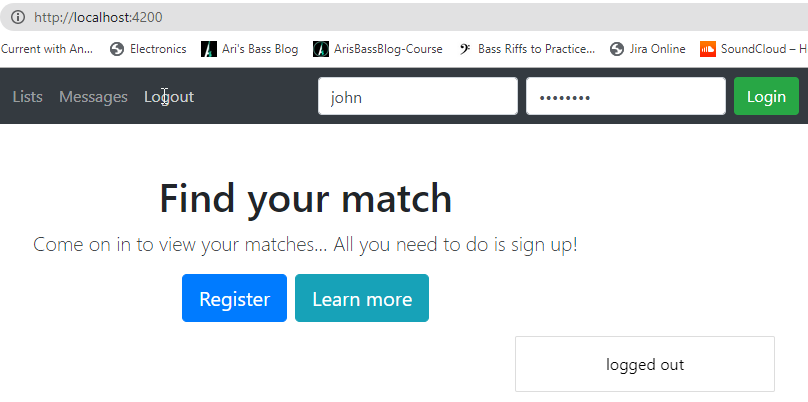 http://localhost:4200
Current with An... Electronics Ari's Bass Blog ArisBassBlog-Course Bass Riffs to Practice... Jira Online SoundCloud – H
Lists Messages Logout john •••••••• Login
Find your match
Come on in to view your matches... All you need to do is sign up!
Register Learn more
logged out